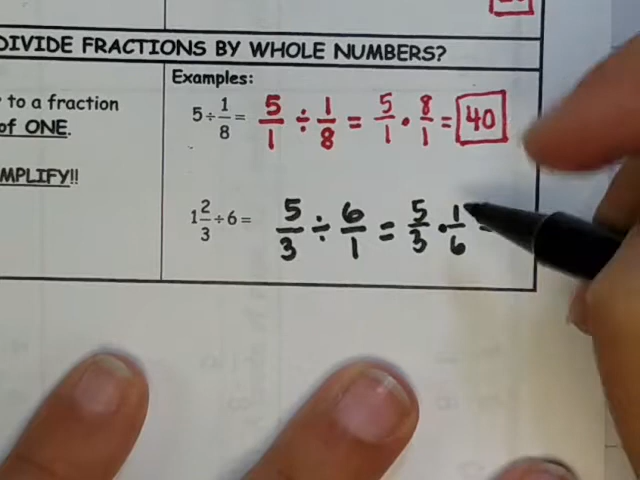 DIVIDE FRACTIONS BY WHOLE NUMBERS?
to a fraction
of ONE.
MPLIFY!!
Examples:
5÷1/8= 5/1 ÷ 1/8 = 5/1 • 8/1 = 40
1 2/3 ÷6= 5/3 ÷ 6/1 = 5/3 • 1/6 =